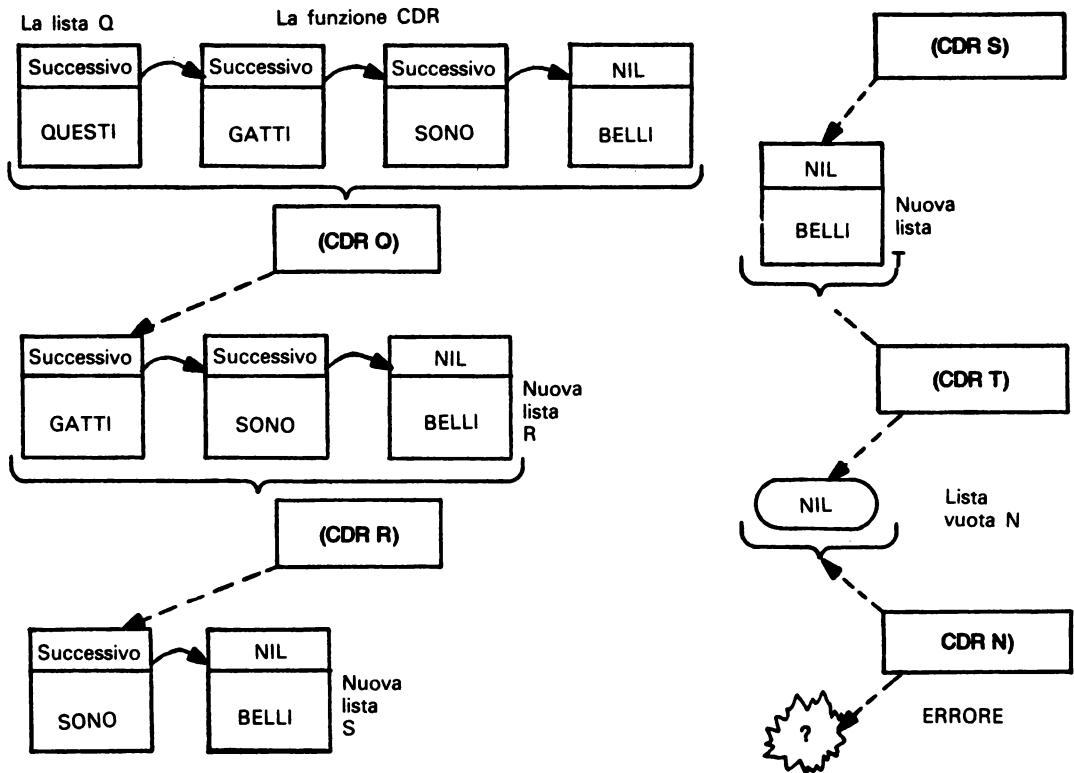 La lista Q
La funzione CDR
Successivo
Successivo
Successivo
NIL
QUESTI
GATTI
SONO
BELLI
(CDR Q)
Successivo
Successivo
NIL
GATTI
SONO
BELLI
Nuova
lista
R
(CDR R)
Successivo
NIL
SONO
BELLI
Nuova
lista
S
(CDR S)
NIL
BELLI
Nuova
lista
T
(CDR T)
NIL
Lista
vuota N
CDR N)
?
ERRORE